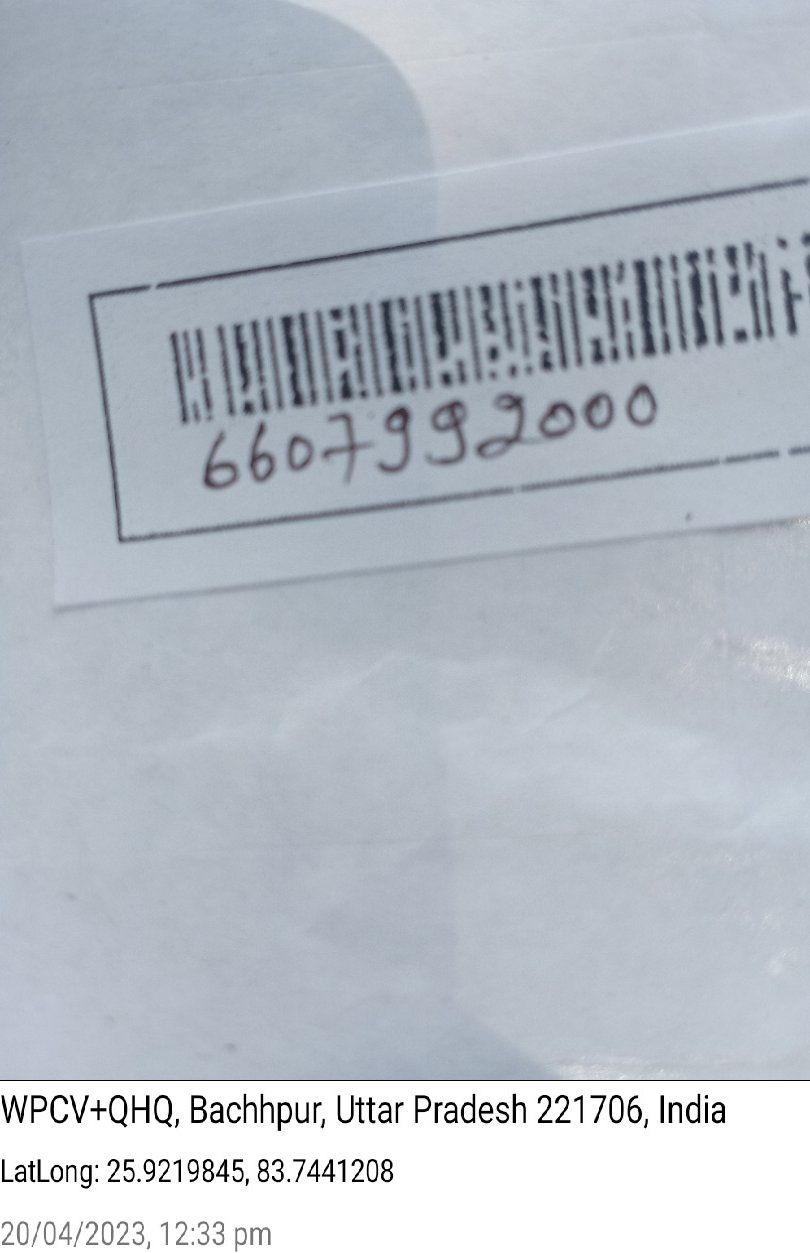 6607992000
WPCV+QHQ, Bachhpur, Uttar Pradesh 221706, India
LatLong: 25.9219845, 83.7441208
20/04/2023, 12:33 pm